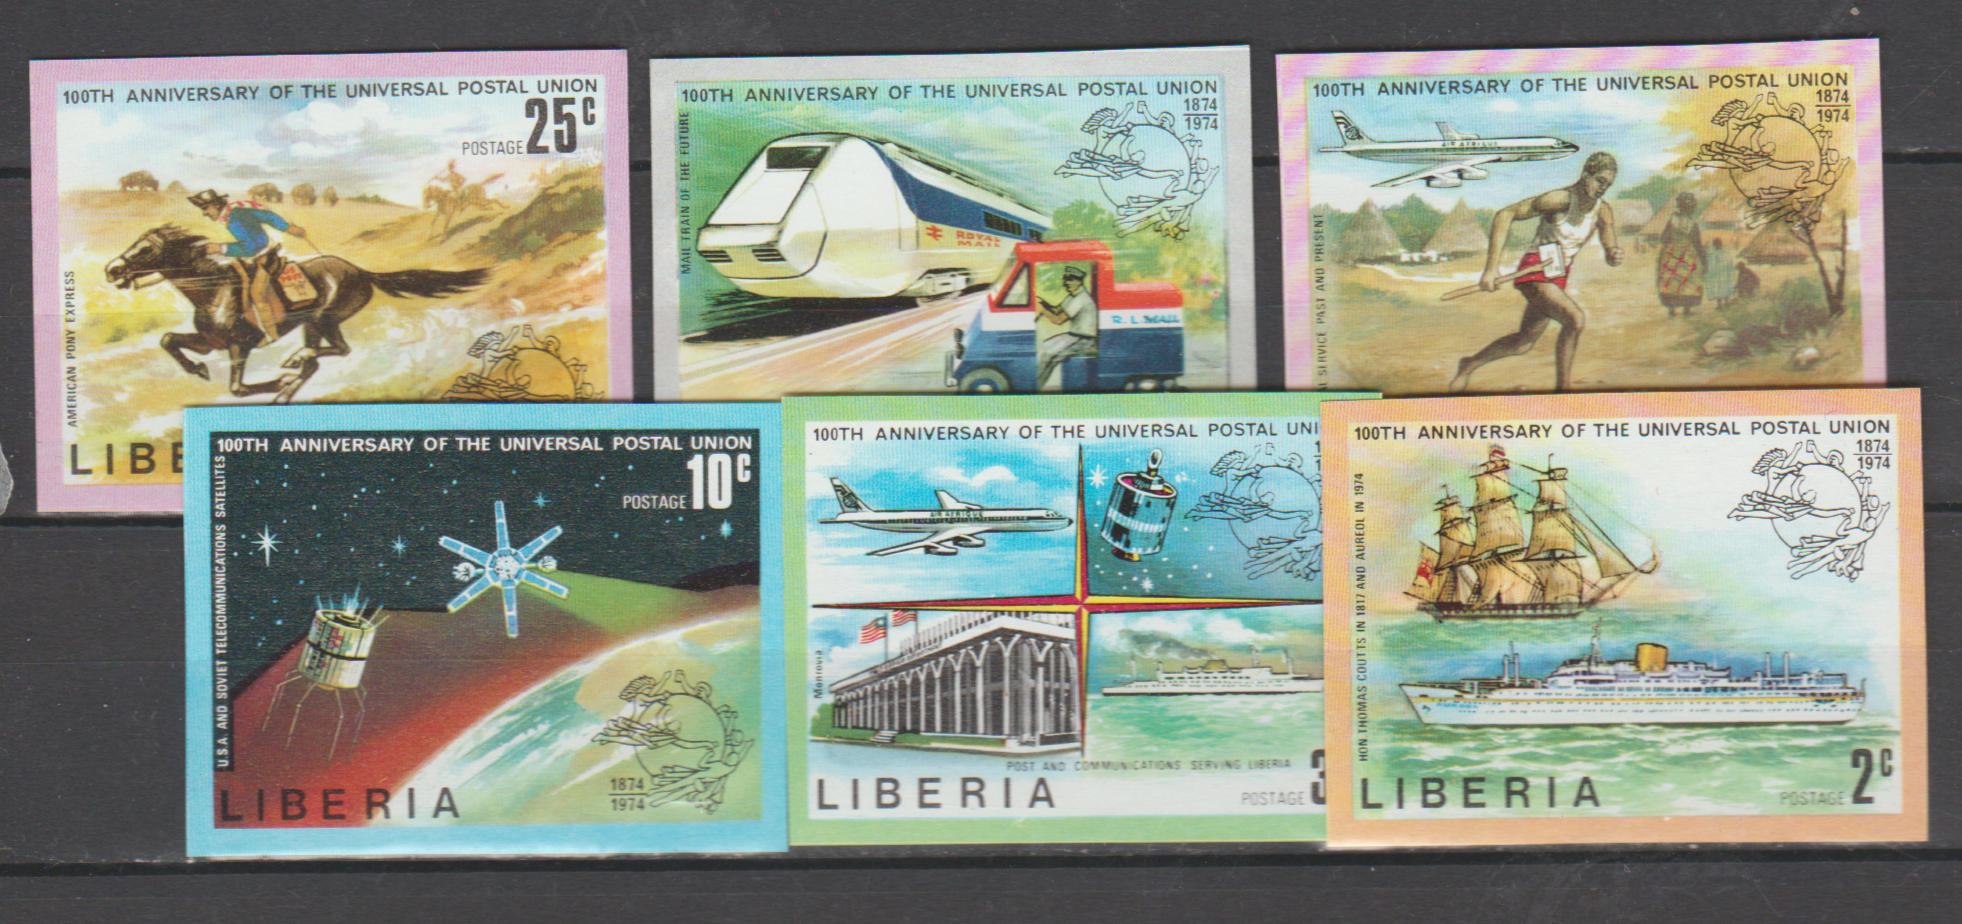 100TH ANNIVERSARY OF THE UNIVERSAL POSTAL UNION
POSTAGE 25c
AMERICAN PONY EXPRESS
LIBE
100TH ANNIVERSARY OF THE UNIVERSAL POSTAL UNION
1874
1974
MAIL TRAIN OF THE FUTURE
ROYAL
MAIL
R. L. MAIL
100TH ANNIVERSARY OF THE UNIVERSAL POSTAL UNION
1874
1974
AIR AFRIQUE
SERVICE PAST AND PRESENT
100TH ANNIVERSARY OF THE UNIVERSAL POSTAL UNION
POSTAGE 10c
U.S.A. AND SOVIET TELECOMMUNICATIONS SATELLITES
1874
1974
LIBERIA
100TH ANNIVERSARY OF THE UNIVERSAL POSTAL UNI
AIR AFRIQUE
Monrovia
POST AND COMMUNICATIONS SERVING LIBERIA
LIBERIA
POSTAGE 3
100TH ANNIVERSARY OF THE UNIVERSAL POSTAL UNION
1874
1974
HON THOMAS COUTTS IN 1817 AND AUREOL IN 1974
LIBERIA
POSTAGE 2c